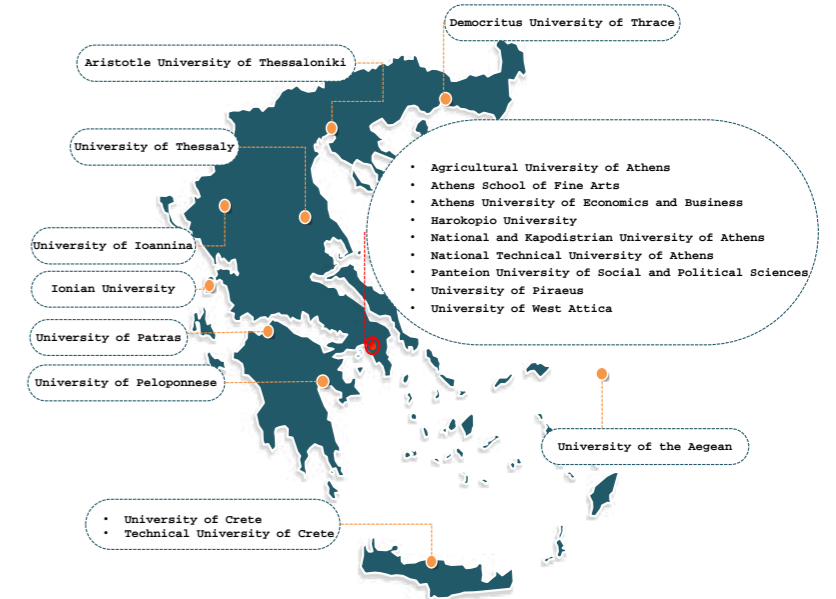 Democritus University of Thrace
Aristotle University of Thessaloniki
University of Thessaly
• Agricultural University of Athens
• Athens School of Fine Arts
• Athens University of Economics and Business
• Harokopio University
• National and Kapodistrian University of Athens
• National Technical University of Athens
• Panteion University of Social and Political Sciences
• University of Piraeus
• University of West Attica
University of Ioannina
Ionian University
University of Patras
University of Peloponnese
University of the Aegean
• University of Crete
• Technical University of Crete